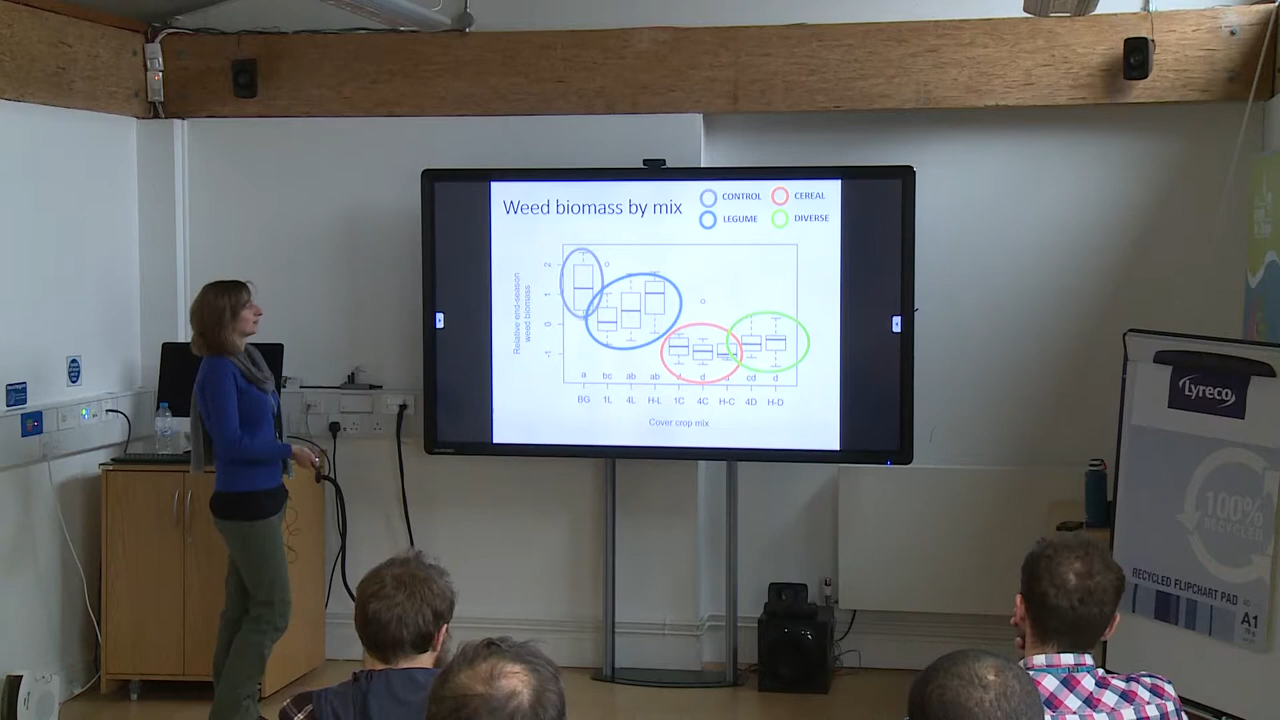 Weed biomass by mix
CONTROL
CEREAL
LEGUME
DIVERSE
Relative end-season
weed biomass
2
1
0
-1
a bc ab ab d cd d
BG 1L 4L H-L 1C 4C H-C 4D H-D
Cover crop mix
Lyreco
100%
RECYCLED
RECYCLED FLIPCHART PAD
A1